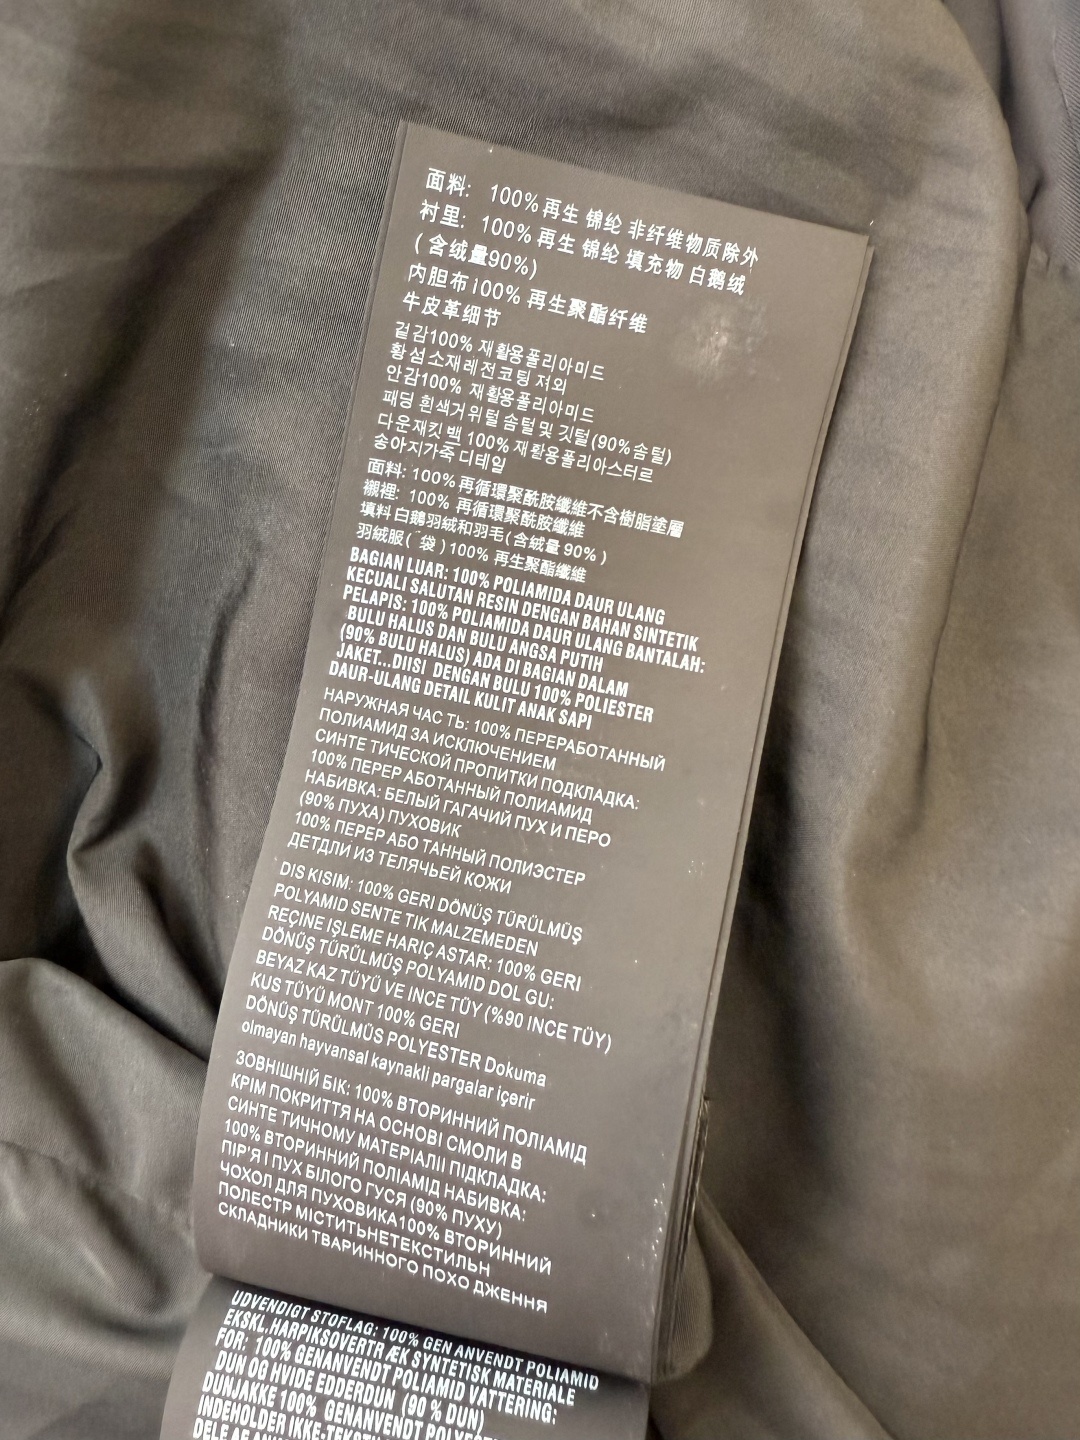 面料: 100%再生 锦纶 非纤维物质除外
衬里: 100%再生 锦纶 填充物 白鹅绒
(含绒量90%)
内胆布100%再生聚酯纤维
牛皮革细节
겉감100% 재활용폴리아미드
황섬소재레전코팅 져외
안감100% 재활용폴리아미드
패딩 흰색거위털 솜털및 깃털(90%솜털)
다운재킷백 100%재활용폴리아스터르
송아지가죽디테일
面料: 100%再循環聚酰胺纖維不含樹脂塗層
襯裡: 100% 再循環聚酰胺纖維
填料 白鵝羽絨和羽毛(含絨量90%)
羽絨服( 袋)100% 再生聚酯纖維
BAGIAN LUAR: 100% POLIAMIDA DAUR ULANG
KECUALI SALUTAN RESIN DENGAN BAHAN SINTETIK
PELAPIS: 100% POLIAMIDA DAUR ULANG BANTALAH:
BULU HALUS DAN BULU ANGSA PUTIH
(90% BULU HALUS) ADA DI BAGIAN DALAM
JAKET...DIISI DENGAN BULU 100% POLIESTER
DAUR-ULANG DETAIL KULIT ANAK SAPI
НАРУЖНАЯ ЧАС ТЬ: 100% ПЕРЕРАБОТАННЫЙ
ПОЛИАМИД ЗА ИСКЛЮЧЕНИЕМ
СИНТЕ ТИЧЕСКОЙ ПРОПИТКИ ПОДКЛАДКА:
100% ПЕРЕР АБОТАННЫЙ ПОЛИАМИД
НАБИВКА: БЕЛЫЙ ГАГАЧИЙ ПУХ И ПЕРО
(90% ПУХА) ПУХОВИК
100% ПЕРЕР АБО ТАННЫЙ ПОЛИЭСТЕР
ДЕТДЛИ ИЗ ТЕЛЯЧЬЕЙ КОЖИ
DIS KISIM: 100% GERI DÖNÜŞ TÜRÜLMÜŞ
POLYAMID SENTE TIK MALZEMEDEN
REÇINE IŞLEME HARIÇ ASTAR: 100% GERI
DÖNÜŞ TÜRÜLMÜŞ POLYAMID DOL GU:
BEYAZ KAZ TÜYÜ VE INCE TÜY (%90 INCE TÜY)
KUS TÜYÜ MONT 100% GERI
DÖNÜŞ TÜRÜLMÜS POLYESTER Dokuma
olmayan hayvansal kaynakli pargalar içerir
ЗОВНІШНІЙ БІК: 100% ВТОРИННИЙ ПОЛІАМІД
КРІМ ПОКРИТТЯ НА ОСНОВІ СМОЛИ В
СИНТЕ ТИЧНОМУ МАТЕРІАЛІІ ПІДКЛАДКА:
100% ВТОРИННИЙ ПОЛІАМІД НАБИВКА:
ПІР'Я І ПУХ БІЛОГО ГУСЯ (90% ПУХУ)
ЧОХОЛ ДЛЯ ПУХОВИКА100% ВТОРИННИЙ
ПОЛЕСТР МІСТИТЬНЕТЕКСТИЛЬН
СКЛАДНИКИ ТВАРИННОГО ПОХО ДЖЕННЯ
UDVENDIGT STOFLAG: 100% GEN ANVENDT POLIAMID
EKSKL.HARPIKSOVERTR ÆK SYNTETISK MATERIALE
FOR: 100% GENANVENDT POLIAMID VATTERING:
DUN OG HVIDE EDDERDUN (90 % DUN)
DUNJAKKE 100% GENANVENDT
INDEHOLDER
DELE AF